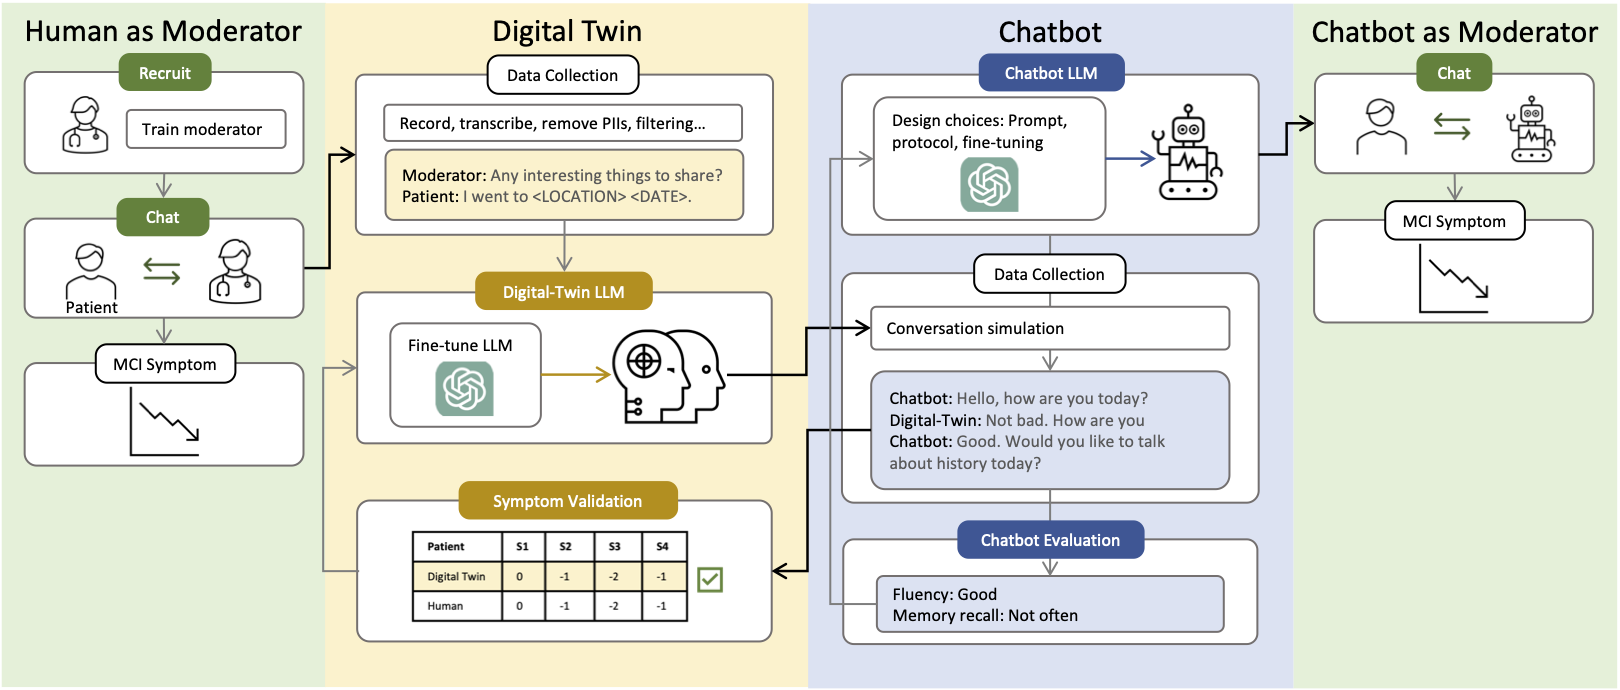 Human as Moderator
Recruit
Train moderator
Chat
Patient
MCI Symptom
Digital Twin
Data Collection
Record, transcribe, remove PIIs, filtering...
Moderator: Any interesting things to share?
Patient: I went to <LOCATION> <DATE>.
Digital-Twin LLM
Fine-tune LLM
Symptom Validation
Patient S1 S2 S3 S4
Digital Twin 0 -1 -2 -1
Human 0 -1 -2 -1
Chatbot
Chatbot LLM
Design choices: Prompt,
protocol, fine-tuning
Data Collection
Conversation simulation
Chatbot: Hello, how are you today?
Digital-Twin: Not bad. How are you
Chatbot: Good. Would you like to talk
about history today?
Chatbot Evaluation
Fluency: Good
Memory recall: Not often
Chatbot as Moderator
Chat
MCI Symptom